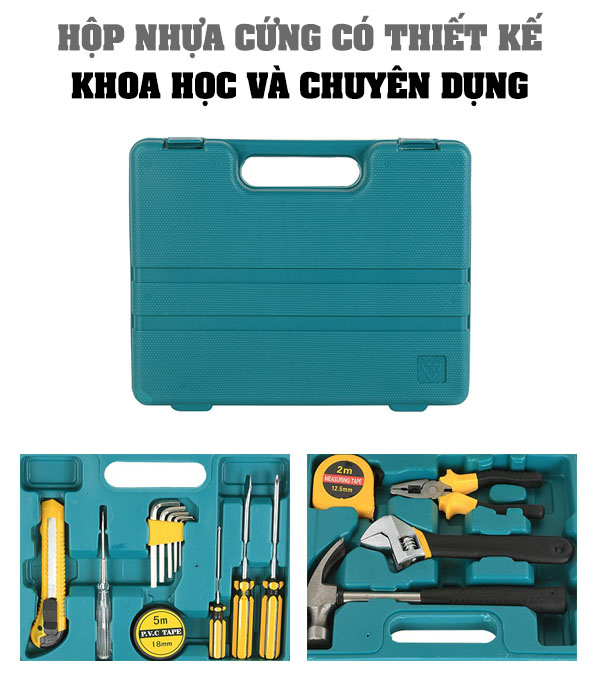 HỘP NHỰA CỨNG CÓ THIẾT KẾ
KHOA HỌC VÀ CHUYÊN DỤNG
5m
P.V.C TAPE
18mm
2m
MEASURING TAPE
12.5mm